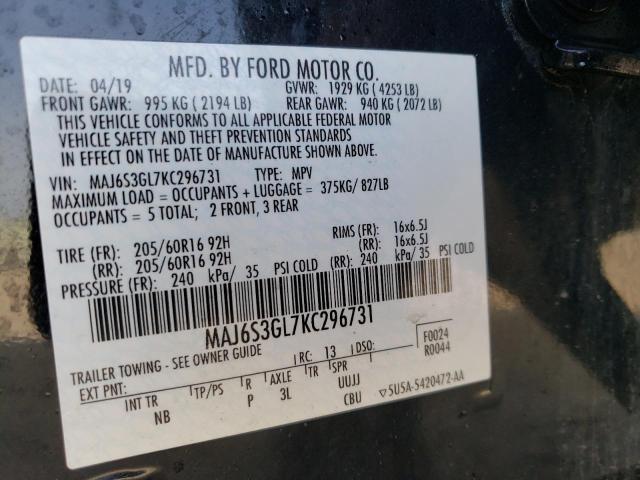 MFD. BY FORD MOTOR CO.
DATE: 04/19 GVWR: 1929 KG ( 4253 LB)
FRONT GAWR: 995 KG ( 2194 LB) REAR GAWR: 940 KG ( 2072 LB)
THIS VEHICLE CONFORMS TO ALL APPLICABLE FEDERAL MOTOR
VEHICLE SAFETY AND THEFT PREVENTION STANDARDS
IN EFFECT ON THE DATE OF MANUFACTURE SHOWN ABOVE.
VIN: MAJ6S3GL7KC296731 TYPE: MPV
MAXIMUM LOAD = OCCUPANTS + LUGGAGE = 375KG/ 827LB
OCCUPANTS = 5 TOTAL; 2 FRONT, 3 REAR
TIRE (FR): 205/60R16 92H RIMS (FR): 16x6.5J
(RR): 205/60R16 92H (RR): 16x6.5J
PRESSURE (FR): 240 kPa/ 35 PSI COLD (RR): 240 kPa/ 35 PSI COLD
MAJ6S3GL7KC296731
TRAILER TOWING - SEE OWNER GUIDE RC: 13 DSO: F0024
R0044
EXT PNT: UUJJ
INT TR TP/PS R AXLE TR SPR
NB P 3L CBU ▽5U5A-5420472-AA